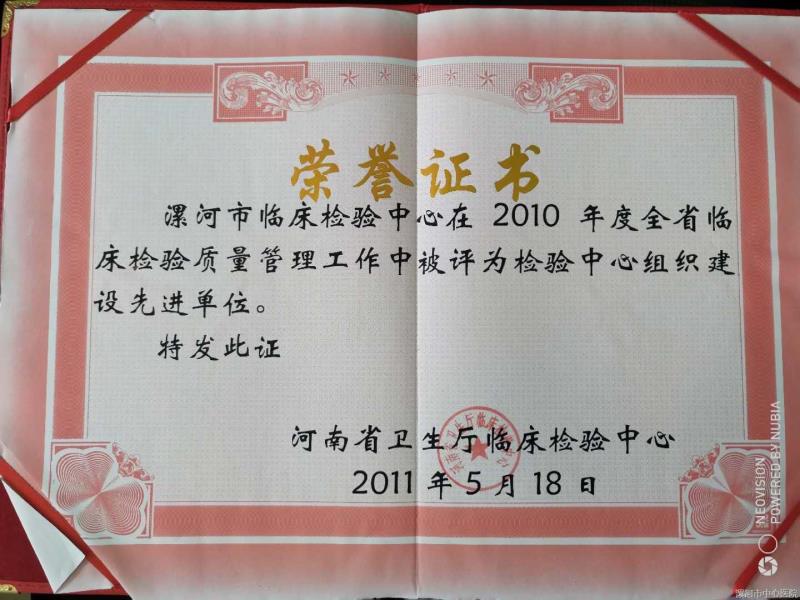 荣誉证书
漯河市临床检验中心在 2010 年度全省临
床检验质量管理工作中被评为检验中心组织建
设先进单位。
特发此证
河南省卫生厅临床检验中心
2011 年 5 月 18 日
NEOVISION
POWERED BY NUBIA
漯河市中心医院